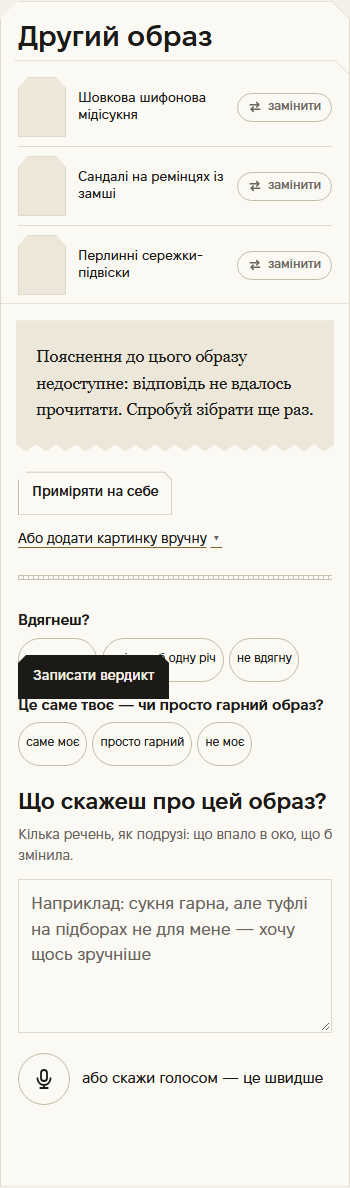 Другий образ
Шовкова шифонова
мідісукня
замінити
Сандалі на ремінцях із
замші
замінити
Перлинні сережки-
підвіски
замінити
Пояснення до цього образу
недоступне: відповідь не вдалось
прочитати. Спробуй зібрати ще раз.
Приміряти на себе
Або додати картинку вручну
Вдягнеш?
одну річ
не вдягну
Записати вердикт
Це саме твоє — чи просто гарний образ?
саме моє
просто гарний
не моє
Що скажеш про цей образ?
Кілька речень, як подрузі: що впало в око, що б
змінила.
Наприклад: сукня гарна, але туфлі
на підборах не для мене — хочу
щось зручніше
або скажи голосом — це швидше